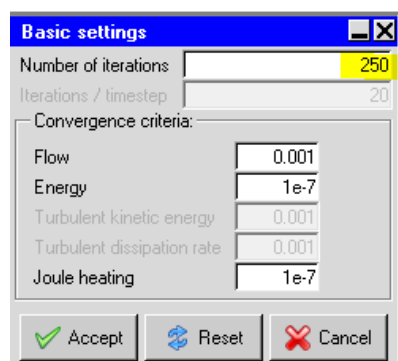 Basic settings
Number of iterations 250
Iterations / timestep 20
Convergence criteria:
Flow 0.001
Energy 1e-7
Turbulent kinetic energy 0.001
Turbulent dissipation rate 0.001
Joule heating 1e-7
Accept Reset Cancel